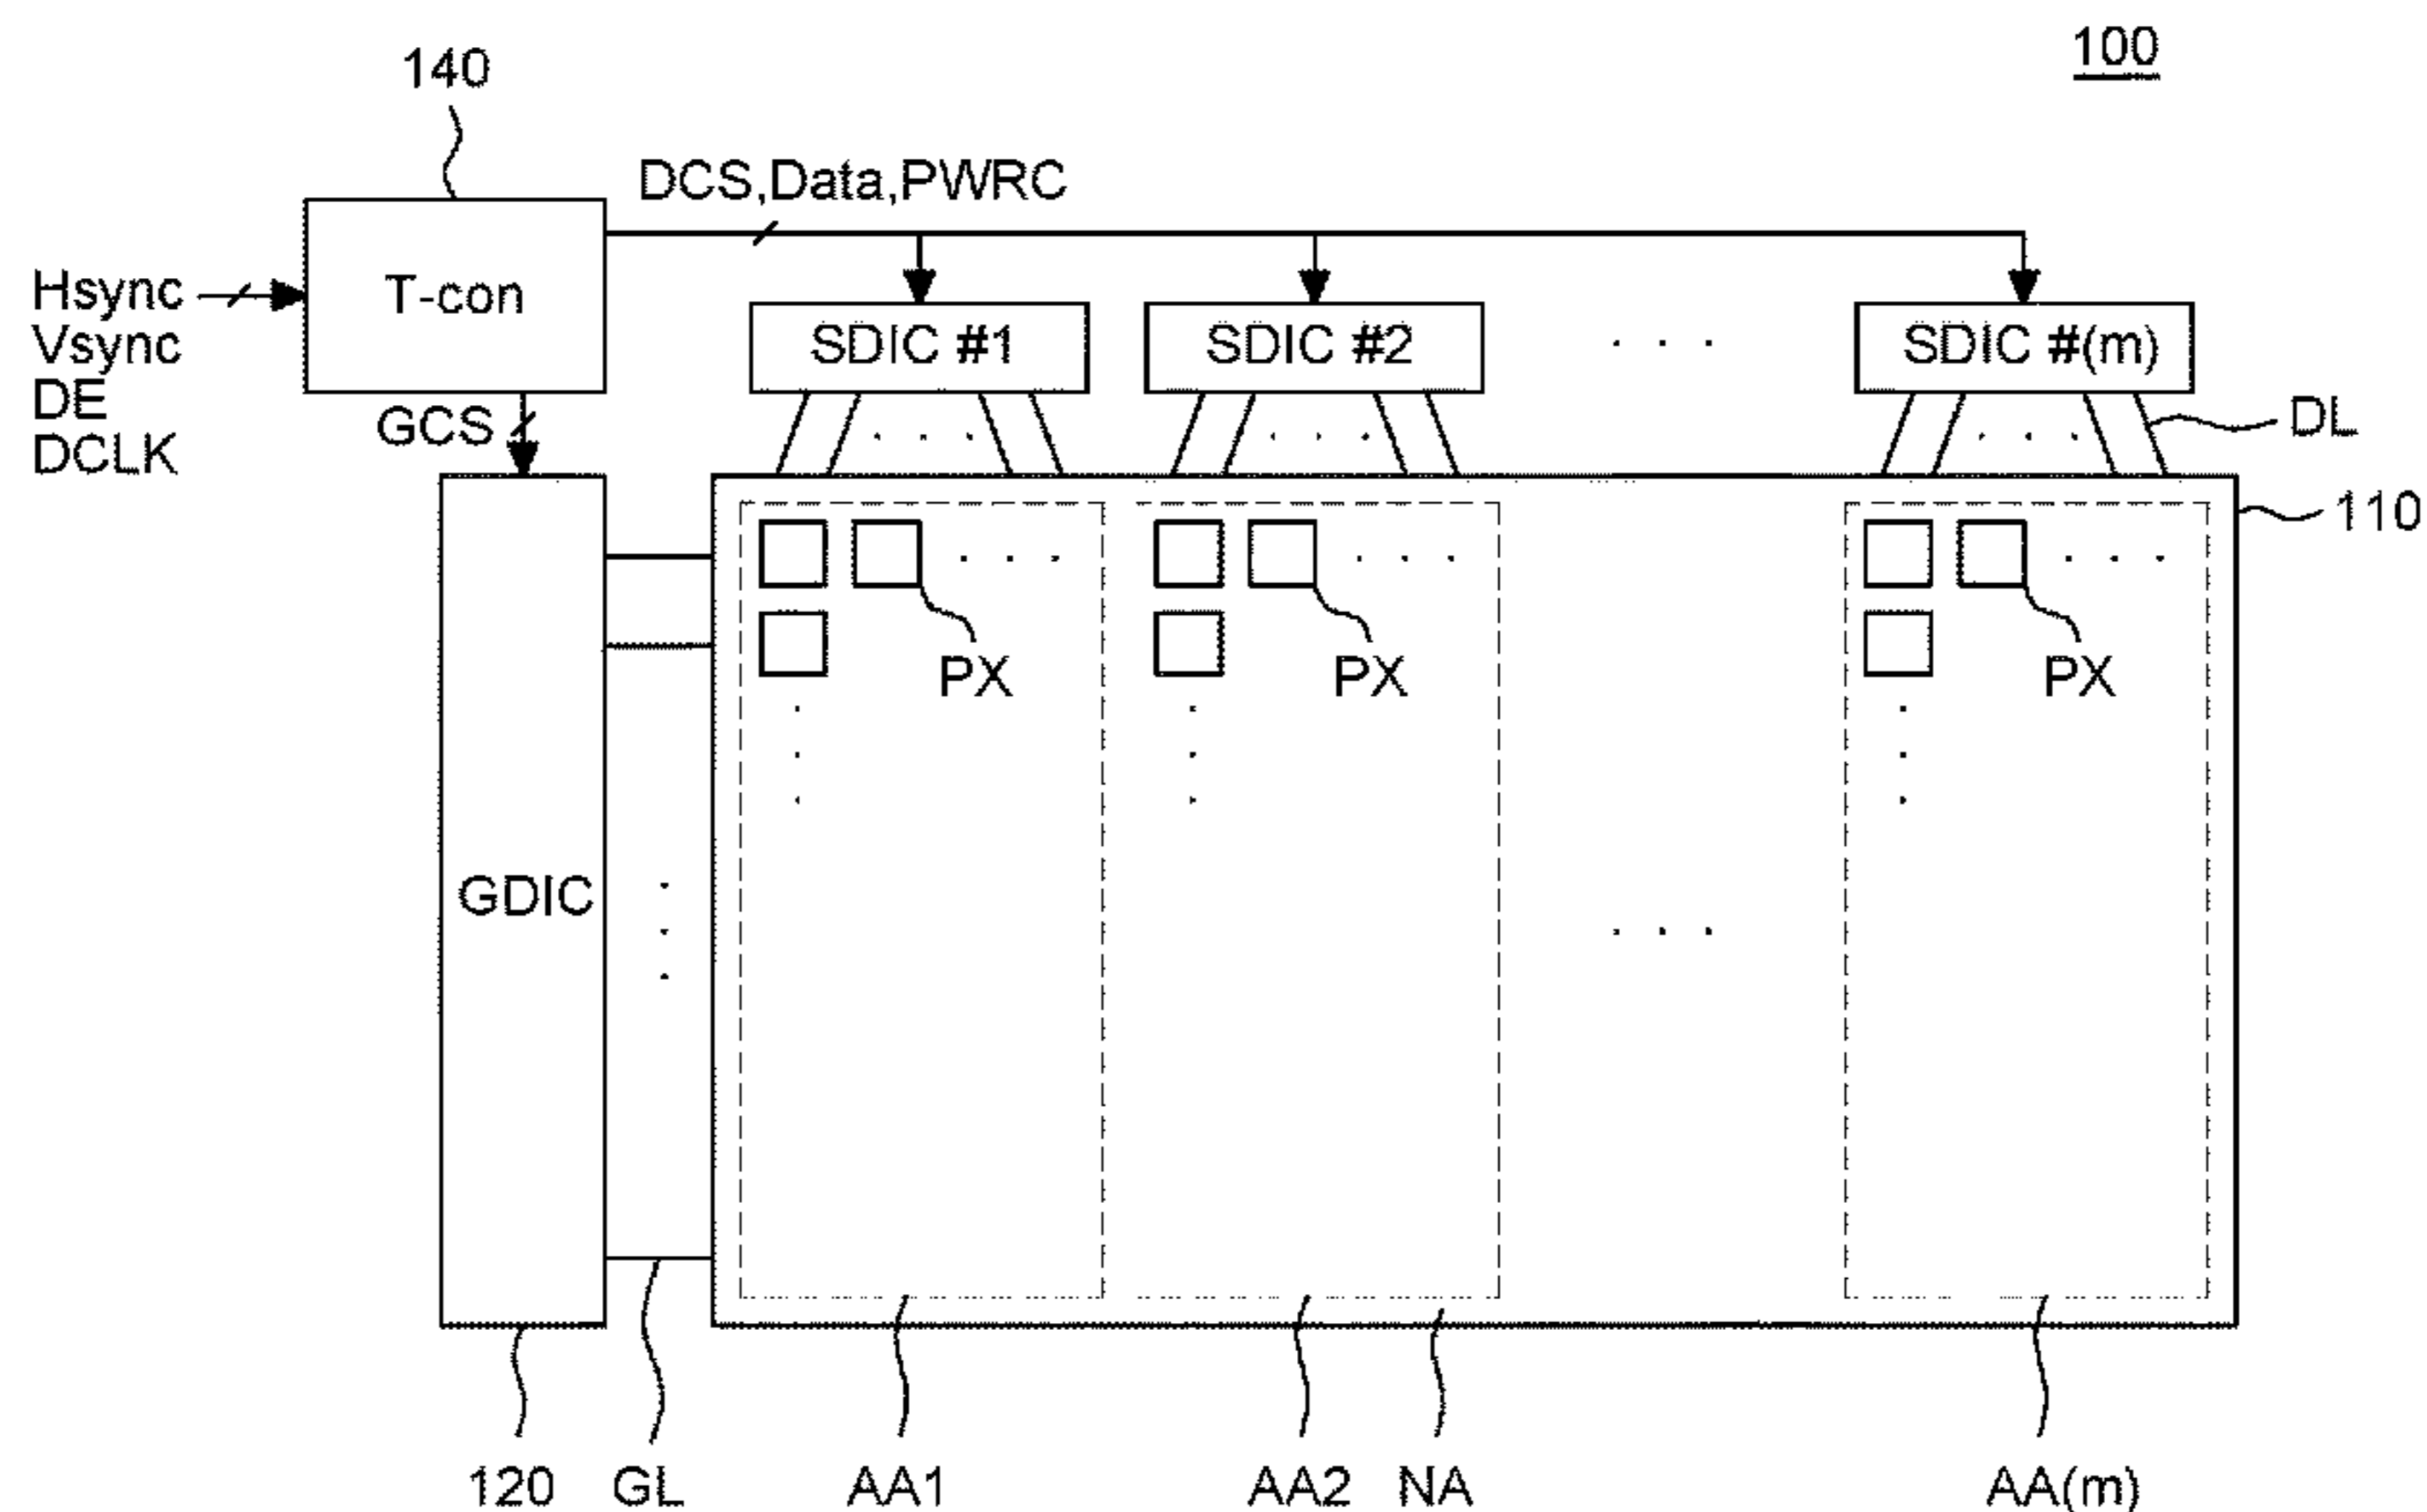 100
140
DCS,Data,PWRC
T-con
Hsync
Vsync
DE
DCLK
SDIC #1
SDIC #2
SDIC #(m)
GCS
DL
110
PX
PX
PX
GDIC
120
GL
AA1
AA2
NA
AA(m)